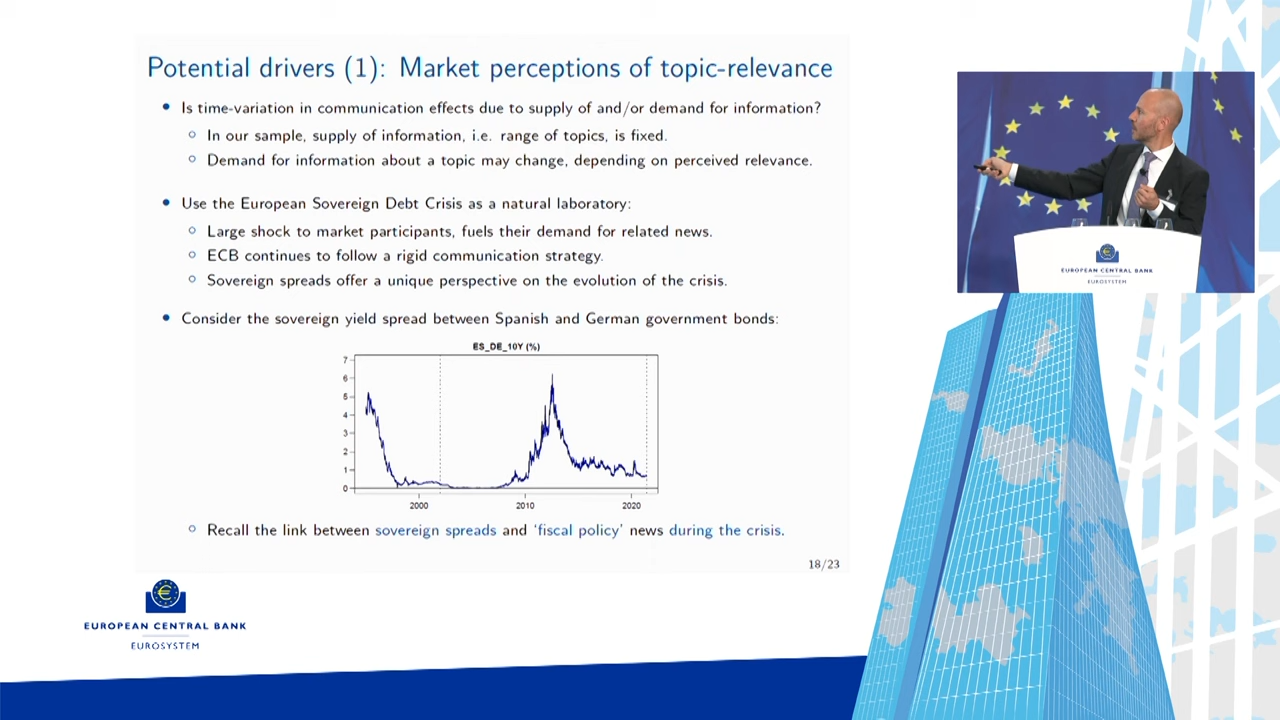 Potential drivers (1): Market perceptions of topic-relevance
• Is time-variation in communication effects due to supply of and/or demand for information?
◦ In our sample, supply of information, i.e. range of topics, is fixed.
◦ Demand for information about a topic may change, depending on perceived relevance.
• Use the European Sovereign Debt Crisis as a natural laboratory:
◦ Large shock to market participants, fuels their demand for related news.
◦ ECB continues to follow a rigid communication strategy.
◦ Sovereign spreads offer a unique perspective on the evolution of the crisis.
• Consider the sovereign yield spread between Spanish and German government bonds:
ES_DE_10Y (%)
7
6
5
4
3
2
1
0
2000 2010 2020
◦ Recall the link between sovereign spreads and 'fiscal policy' news during the crisis.
18/23
EUROPEAN CENTRAL BANK
EUROSYSTEM
EUROPEAN CENTRAL BANK
EUROSYSTEM